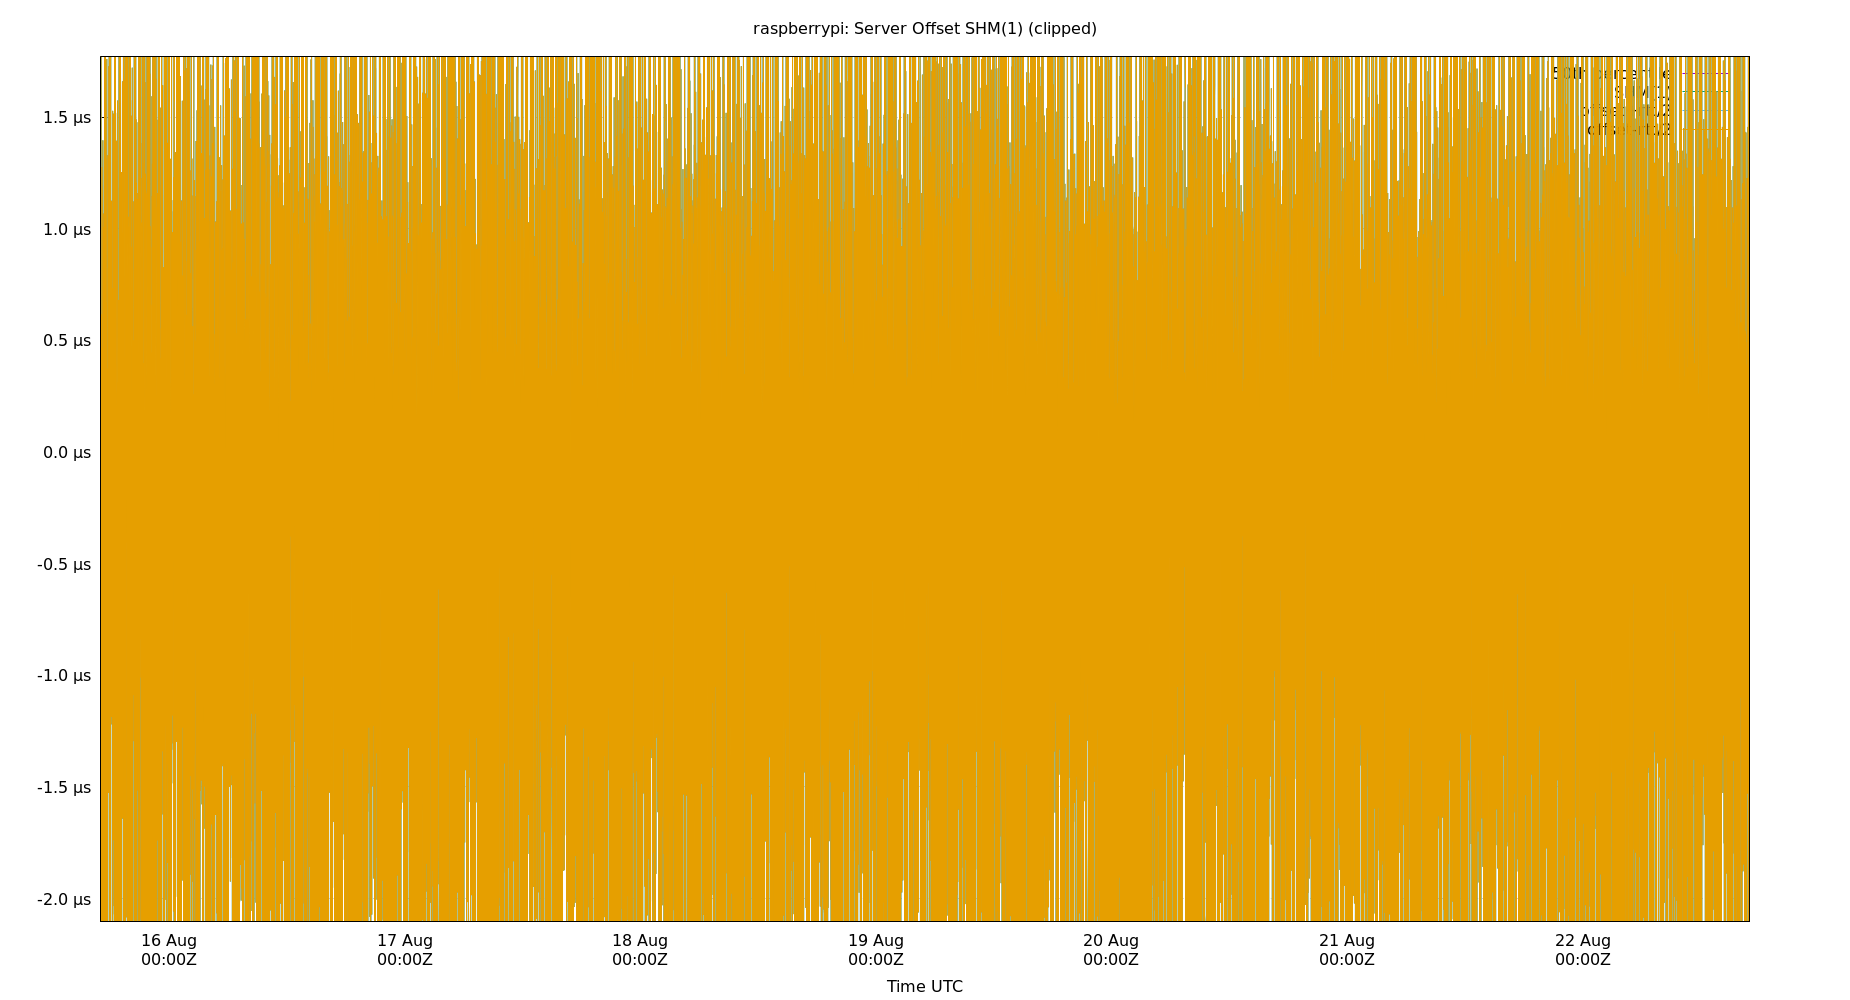 raspberrypi: Server Offset SHM(1) (clipped)
1.5 µs
1.0 µs
0.5 µs
0.0 µs
-0.5 µs
-1.0 µs
-1.5 µs
-2.0 µs
16 Aug 17 Aug 18 Aug 19 Aug 20 Aug 21 Aug 22 Aug
00:00Z 00:00Z 00:00Z 00:00Z 00:00Z 00:00Z 00:00Z
Time UTC